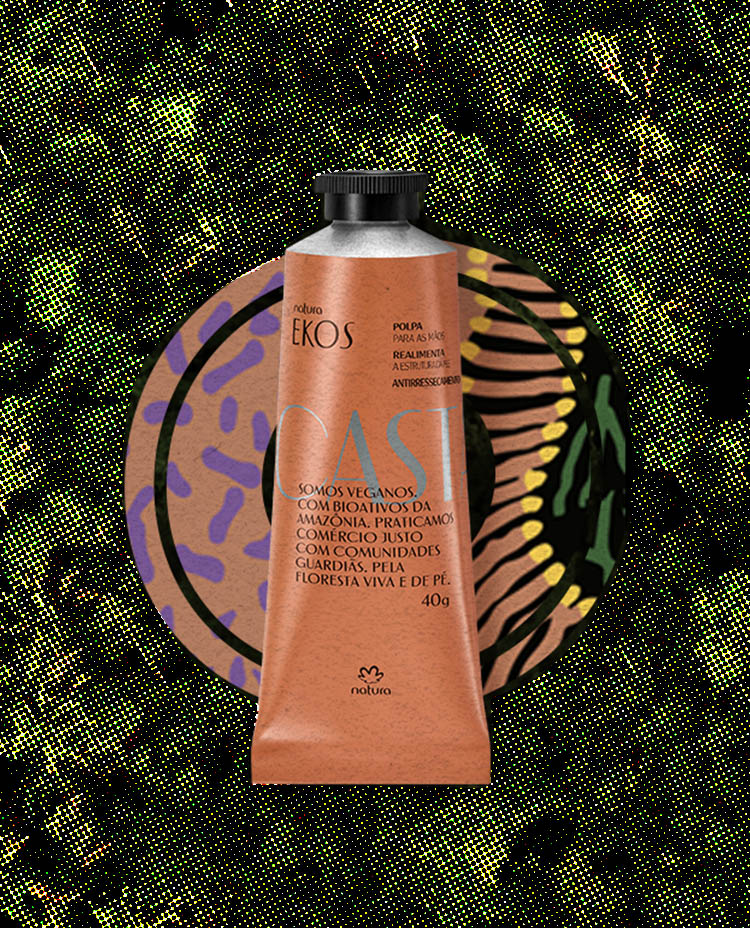 natura
EKOS
POLPA
PARA AS MÃOS
REALIMENTA
A ESTRUTURA DA PELE
ANTIRRESSECAMENTO
CAST
SOMOS VEGANOS,
COM BIOATIVOS DA
AMAZÔNIA. PRATICAMOS
COMÉRCIO JUSTO
COM COMUNIDADES
GUARDIÃS, PELA
FLORESTA VIVA E DE PÉ.
40g
natura